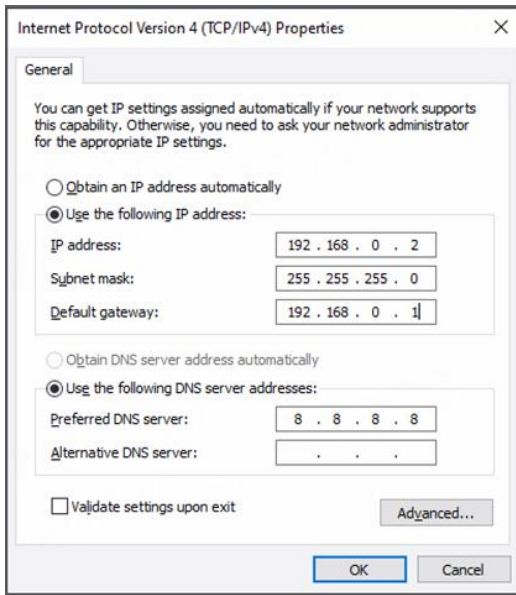 Internet Protocol Version 4 (TCP/IPv4) Properties
General
You can get IP settings assigned automatically if your network supports
this capability. Otherwise, you need to ask your network administrator
for the appropriate IP settings.
Obtain an IP address automatically
Use the following IP address:
IP address: 192 . 168 . 0 . 2
Subnet mask: 255 . 255 . 255 . 0
Default gateway: 192 . 168 . 0 . 1
Obtain DNS server address automatically
Use the following DNS server addresses:
Preferred DNS server: 8 . 8 . 8 . 8
Alternative DNS server: . . .
Validate settings upon exit
Advanced...
OK Cancel